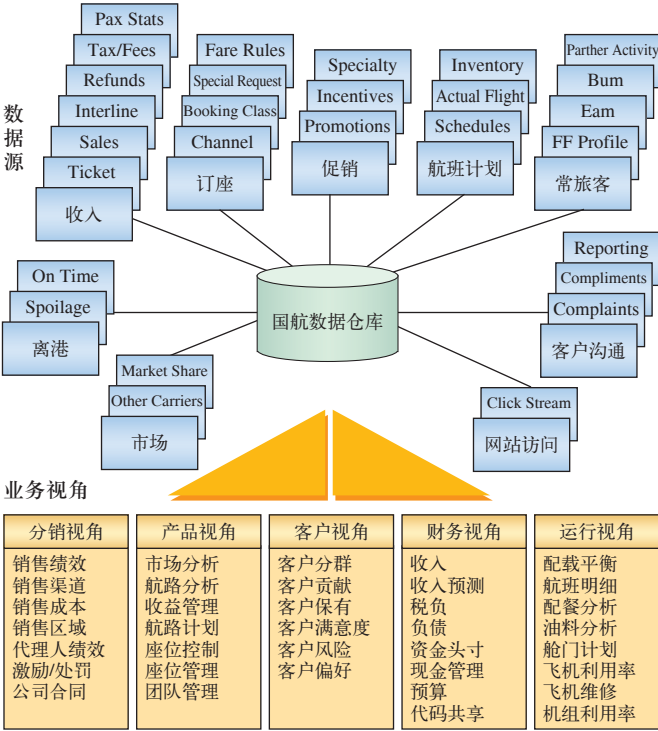 数据源
Pax Stats
Tax/Fees
Refunds
Interline
Sales
Ticket
收入
Fare Rules
Special Request
Booking Class
Channel
订座
Specialty
Incentives
Promotions
促销
Inventory
Actual Flight
Schedules
航班计划
Parther Activity
Bum
Eam
FF Profile
常旅客
On Time
Spoilage
离港
国航数据仓库
Reporting
Compliments
Complaints
客户沟通
Market Share
Other Carriers
市场
Click Stream
网站访问
业务视角
分销视角
销售绩效
销售渠道
销售成本
销售区域
代理人绩效
激励/处罚
公司合同
产品视角
市场分析
航路分析
收益管理
航路计划
座位控制
座位管理
团队管理
客户视角
客户分群
客户贡献
客户保有
客户满意度
客户风险
客户偏好
财务视角
收入
收入预测
税负
负债
资金头寸
现金管理
预算
代码共享
运行视角
配载平衡
航班明细
配餐分析
油料分析
舱门计划
飞机利用率
飞机维修
机组利用率